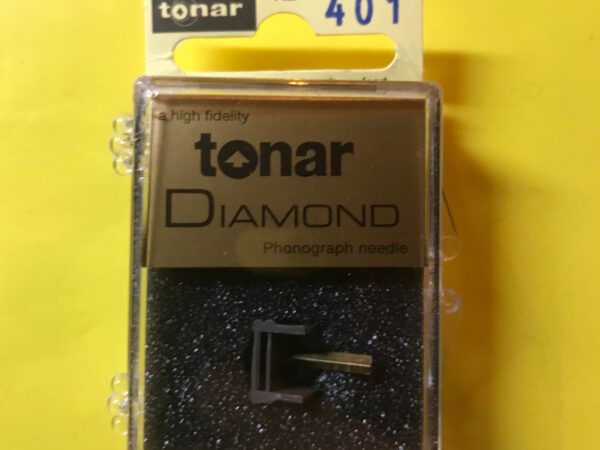 tonar
401
a high fidelity
tonar
DIAMOND
Phonograph needle